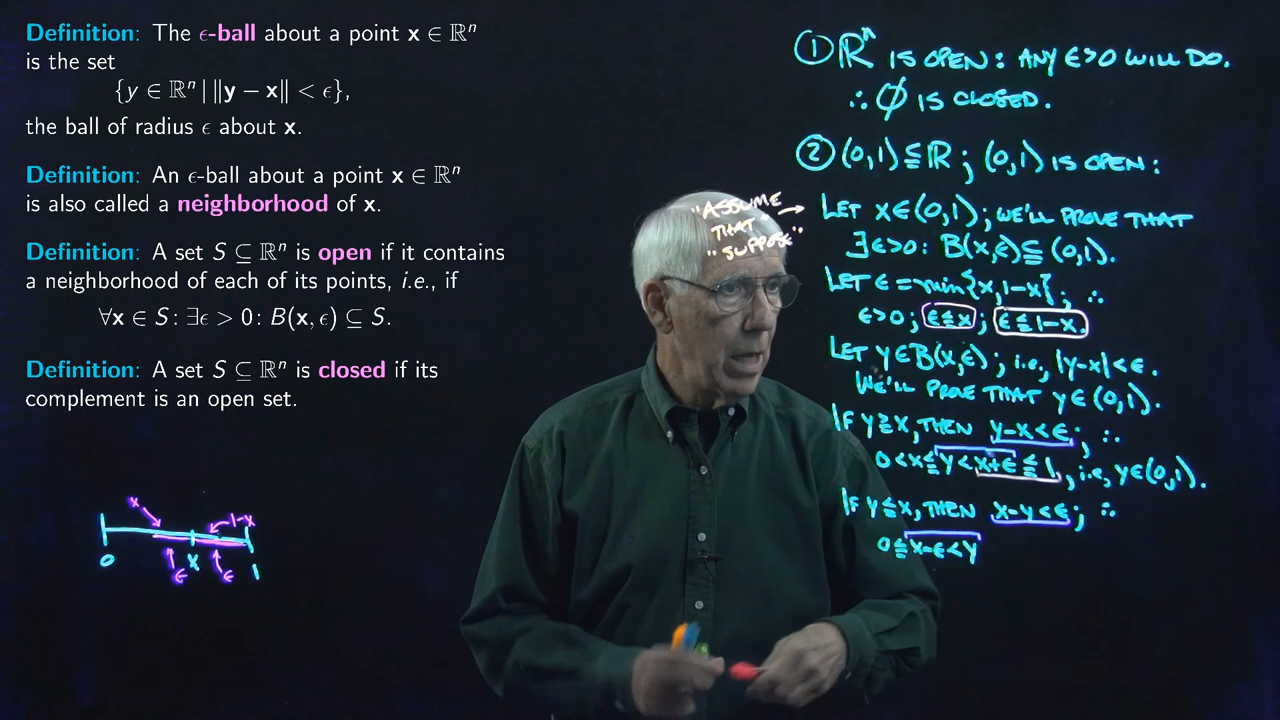 Definition: The ϵ-ball about a point x ∈ ℝⁿ
is the set
{y ∈ ℝⁿ | ‖y − x‖ < ϵ},
the ball of radius ϵ about x.
Definition: An ϵ-ball about a point x ∈ ℝⁿ
is also called a neighborhood of x.
Definition: A set S ⊆ ℝⁿ is open if it contains
a neighborhood of each of its points, i.e., if
∀x ∈ S: ∃ϵ > 0: B(x, ϵ) ⊆ S.
Definition: A set S ⊆ ℝⁿ is closed if its
complement is an open set.
x 1-x
0 ϵ x ϵ 1
① ℝⁿ IS OPEN: ANY ϵ>0 WILL DO.
∴ ∅ IS CLOSED.
② (0,1) ⊆ ℝ; (0,1) IS OPEN:
"ASSUME
THAT"
"SUPPOSE"
→ LET x∈(0,1); WE'LL PROVE THAT
∃ϵ>0: B(x,ϵ) ⊆ (0,1).
LET ϵ = min{x, 1-x}; ∴
ϵ>0; ϵ≦x; ϵ≦1-x.
LET y∈B(x,ϵ); i.e., |y-x|<ϵ.
WE'LL PROVE THAT y∈(0,1).
IF y≧x, THEN y-x<ϵ; ∴
0<x≦y<x+ϵ≦1, i.e, y∈(0,1).
IF y≦x, THEN x-y<ϵ; ∴
0≦x-ϵ<y